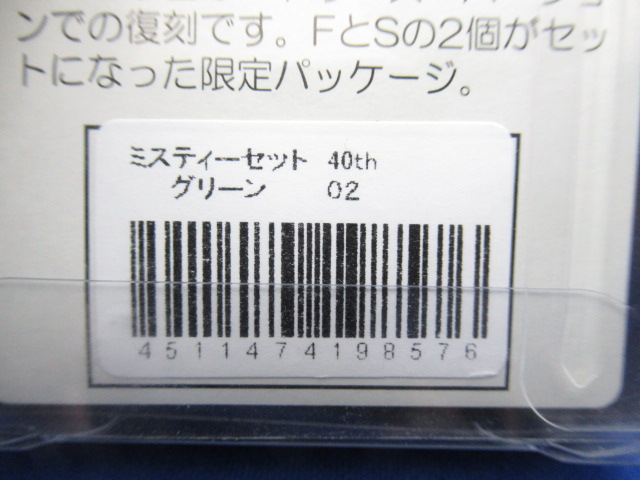 ンでの復刻です。FとSの2個がセッ
トになった限定パッケージ。
ミスティーセット 40th
グリーン 02
4511474198576